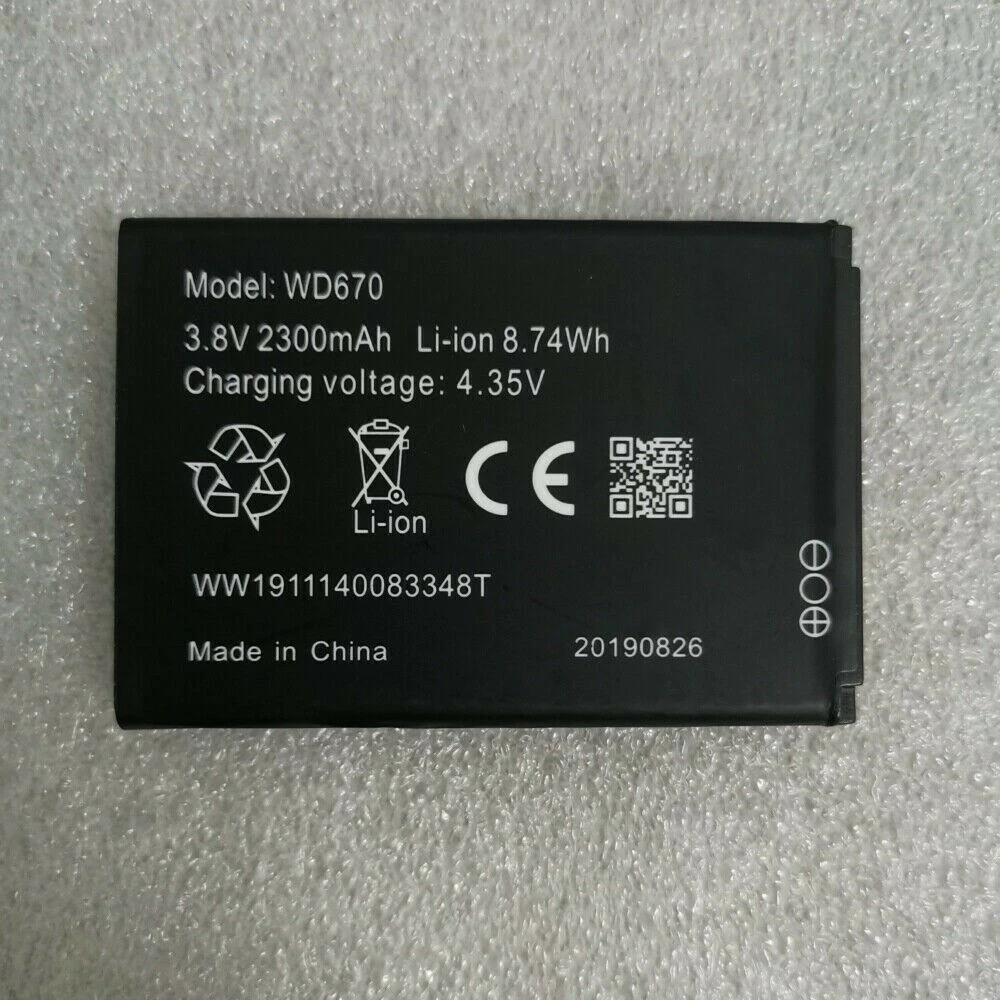 Model: WD670
3.8V 2300mAh Li-ion 8.74Wh
Charging voltage: 4.35V
Li-ion
CE
WW1911140083348T
Made in China 20190826